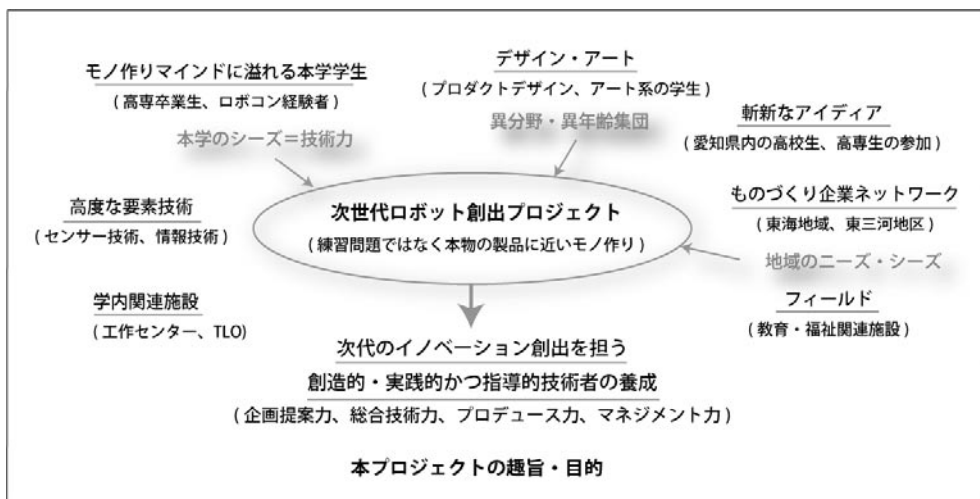 モノ作りマインドに溢れる本学学生
(高専卒業生、ロボコン経験者)
本学のシーズ＝技術力
デザイン・アート
(プロダクトデザイン、アート系の学生)
異分野・異年齢集団
斬新なアイディア
(愛知県内の高校生、高専生の参加)
高度な要素技術
(センサー技術、情報技術)
次世代ロボット創出プロジェクト
(練習問題ではなく本物の製品に近いモノ作り)
ものづくり企業ネットワーク
(東海地域、東三河地区)
地域のニーズ・シーズ
学内関連施設
(工作センター、TLO)
フィールド
(教育・福祉関連施設)
次代のイノベーション創出を担う
創造的・実践的かつ指導的技術者の養成
(企画提案力、総合技術力、プロデュース力、マネジメント力)
本プロジェクトの趣旨・目的